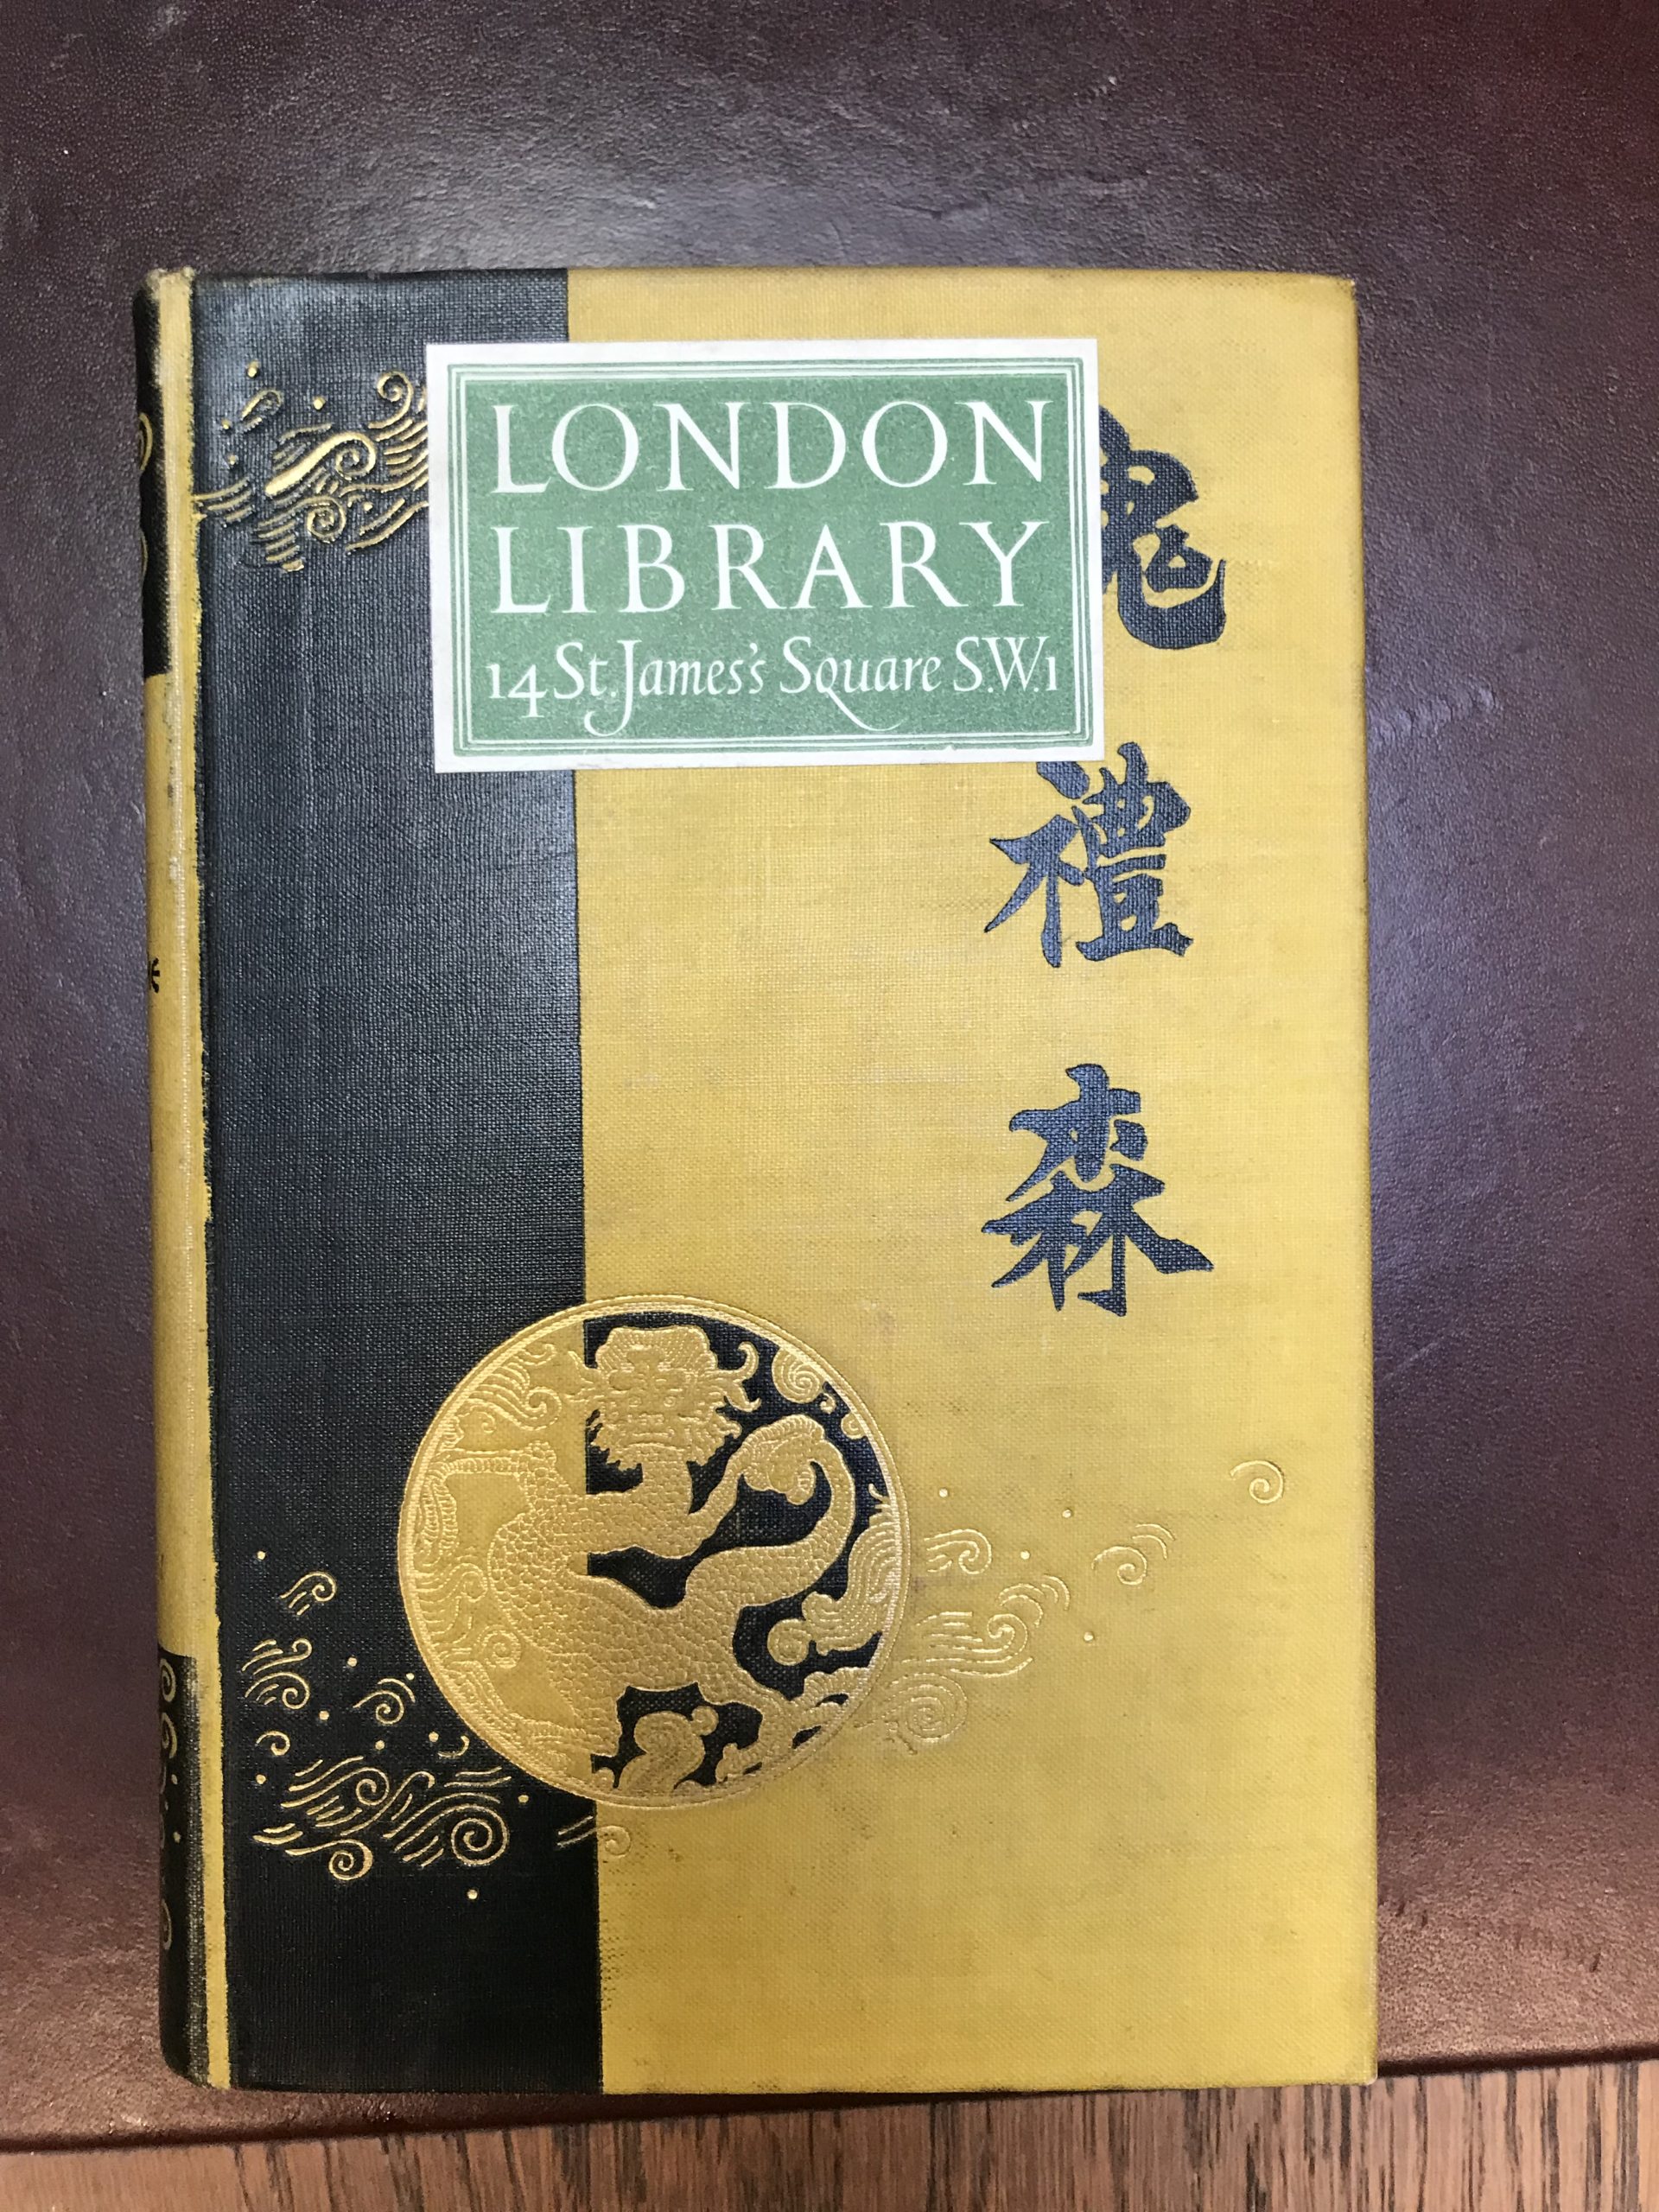 LONDON
LIBRARY
14 St. James's Square S.W.1
禮森